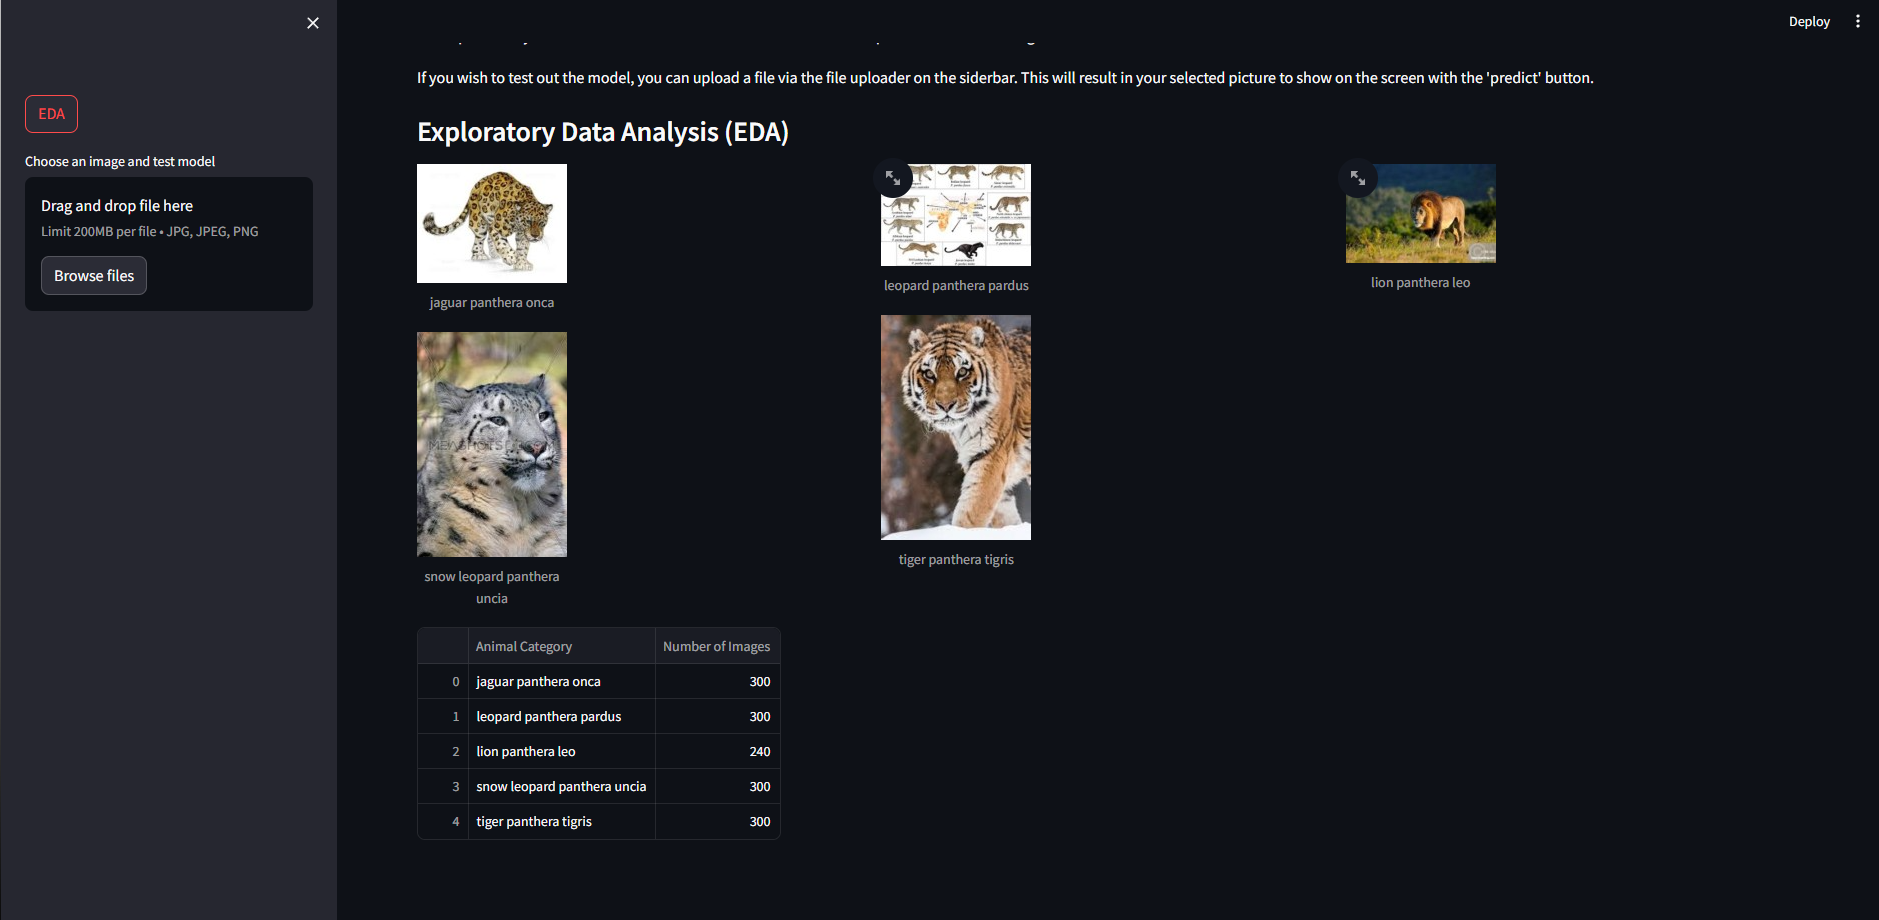 Deploy
EDA
Choose an image and test model
Drag and drop file here
Limit 200MB per file • JPG, JPEG, PNG
Browse files
If you wish to test out the model, you can upload a file via the file uploader on the siderbar. This will result in your selected picture to show on the screen with the 'predict' button.
Exploratory Data Analysis (EDA)
jaguar panthera onca
leopard panthera pardus
lion panthera leo
snow leopard panthera
uncia
tiger panthera tigris
Animal Category Number of Images
0 jaguar panthera onca 300
1 leopard panthera pardus 300
2 lion panthera leo 240
3 snow leopard panthera uncia 300
4 tiger panthera tigris 300